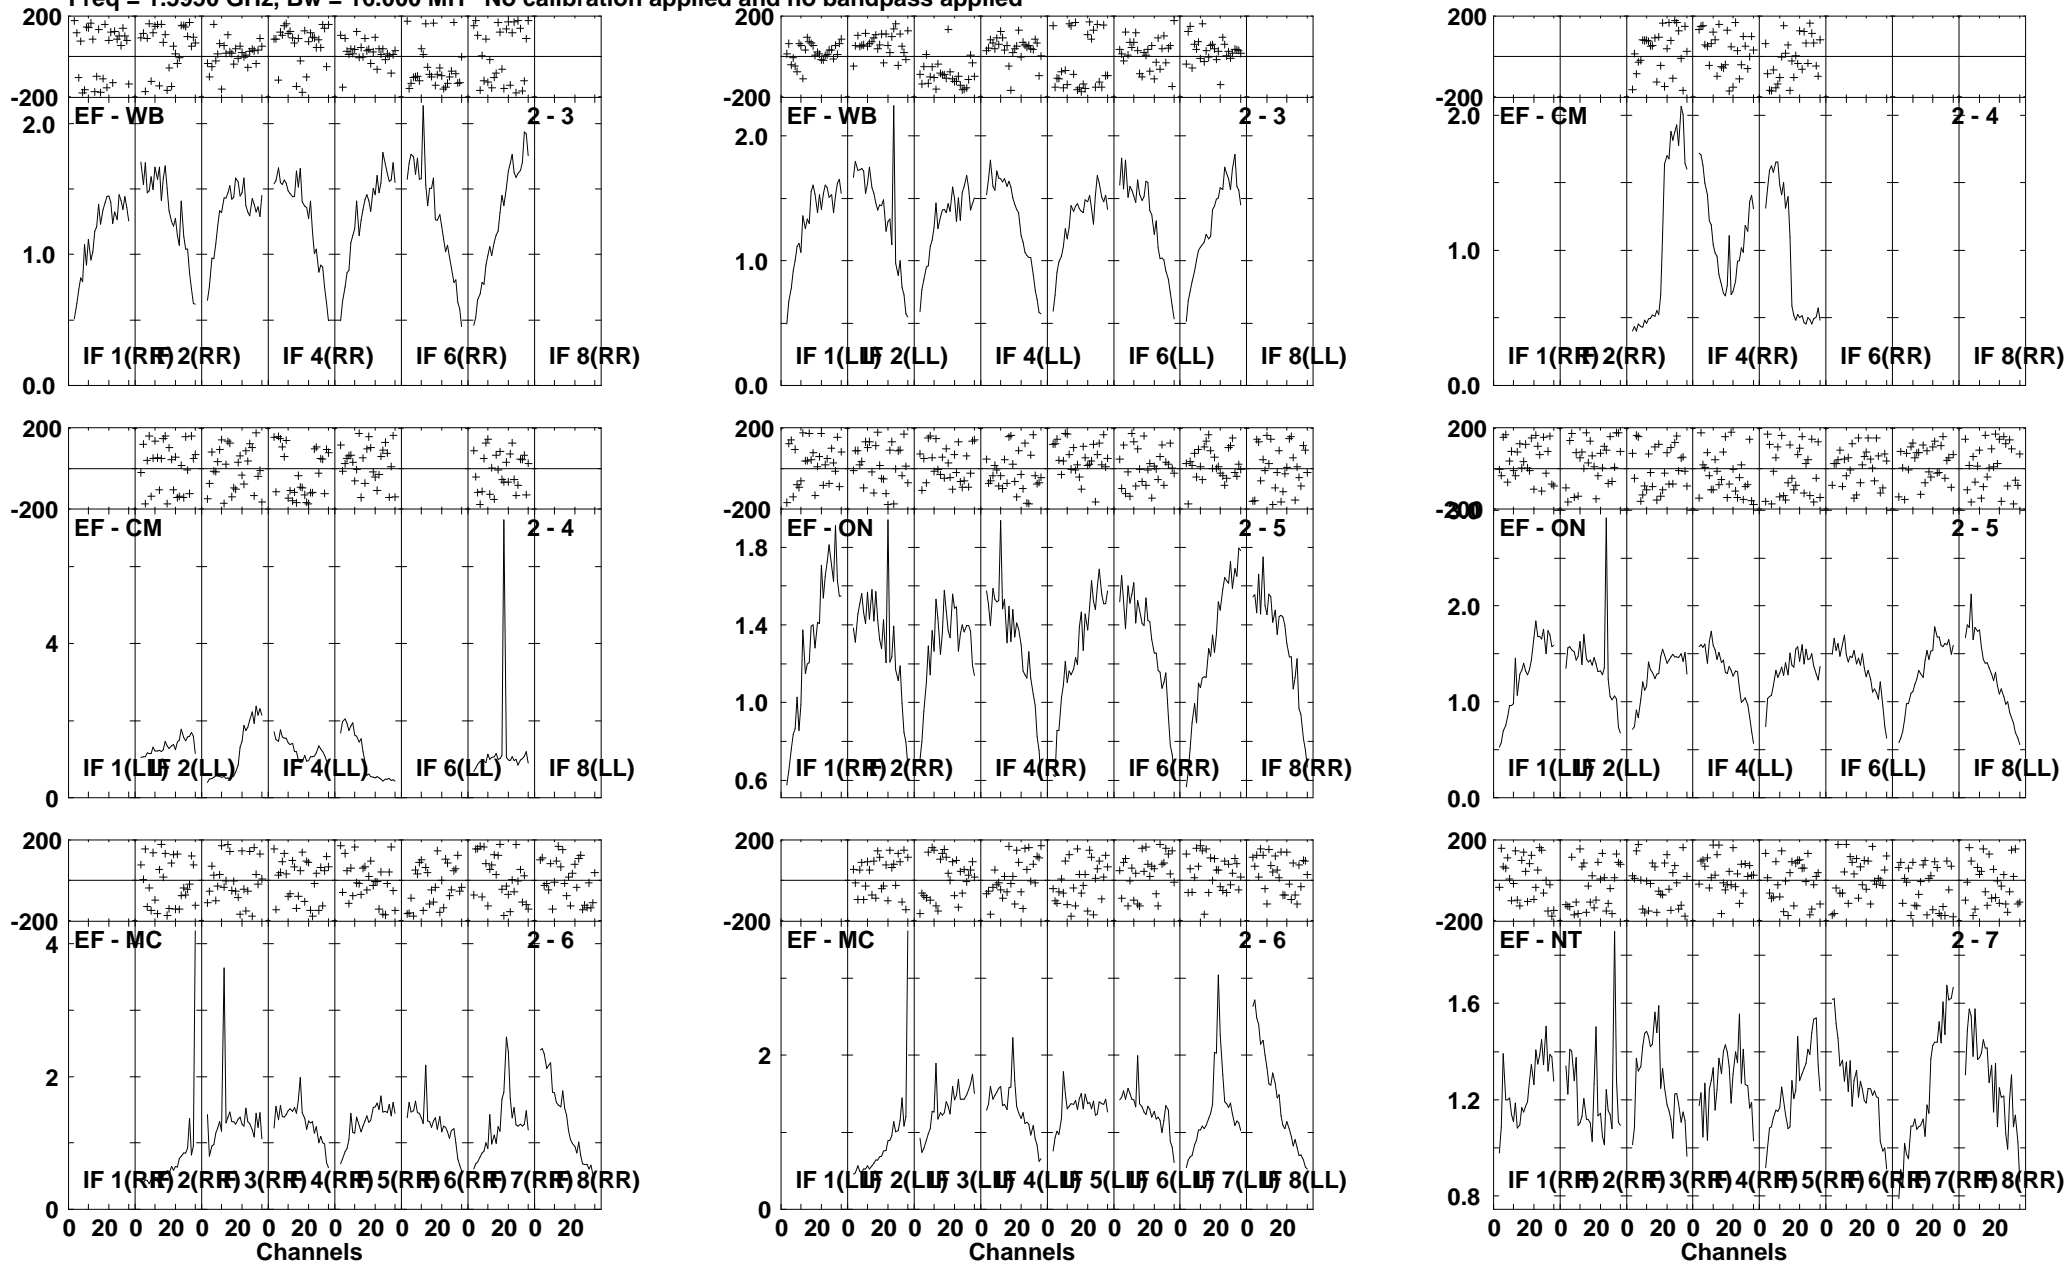 GHz, Bw = 16.000 No calibration applied and no bandpass applied
200 200 200
-200 -200 -200
EF - WB 2 - 3 EF - WB 2 - 3 EF - CM 2 - 4
2.0 2.0 2.0
1.0 1.0 1.0
IF 1(RR) IF 2(RR) IF 4(RR) IF 6(RR) IF 8(RR) IF 1(LL) IF 2(LL) IF 4(LL) IF 6(LL) IF 8(LL) IF 1(RR) IF 2(RR) IF 4(RR) IF 6(RR) IF 8(RR)
0.0 0.0 0.0
200 200 200
-200 -200 -200
3.0
EF - CM 2 - 4 EF - ON 2 - 5 EF - ON 2 - 5
1.8
4 1.4 2.0
1.0 1.0
IF 1(LL) IF 2(LL) IF 4(LL) IF 6(LL) IF 8(LL) IF 1(RR) IF 2(RR) IF 4(RR) IF 6(RR) IF 8(RR) IF 1(LL) IF 2(LL) IF 4(LL) IF 6(LL) IF 8(LL)
0 0.6 0.0
200 200 200
-200 -200 -200
EF - MC 2 - 6 EF - MC 2 - 6 EF - NT 2 - 7
4
1.6
2 2 1.2
IF 1(RR) IF 2(RR) IF 3(RR) IF 4(RR) IF 5(RR) IF 6(RR) IF 7(RR) IF 8(RR) IF 1(LL) IF 2(LL) IF 3(LL) IF 4(LL) IF 5(LL) IF 6(LL) IF 7(LL) IF 8(LL) IF 1(RR) IF 2(RR) IF 3(RR) IF 4(RR) IF 5(RR) IF 6(RR) IF 7(RR) IF 8(RR)
0 0 0.8
0 20 0 20 0 20 0 20 0 20 0 20 0 20 0 20 0 20 0 20 0 20 0 20 0 20 0 20 0 20 0 20 0 20 0 20 0 20 0 20 0 20 0 20 0 20 0 20
Channels Channels Channels